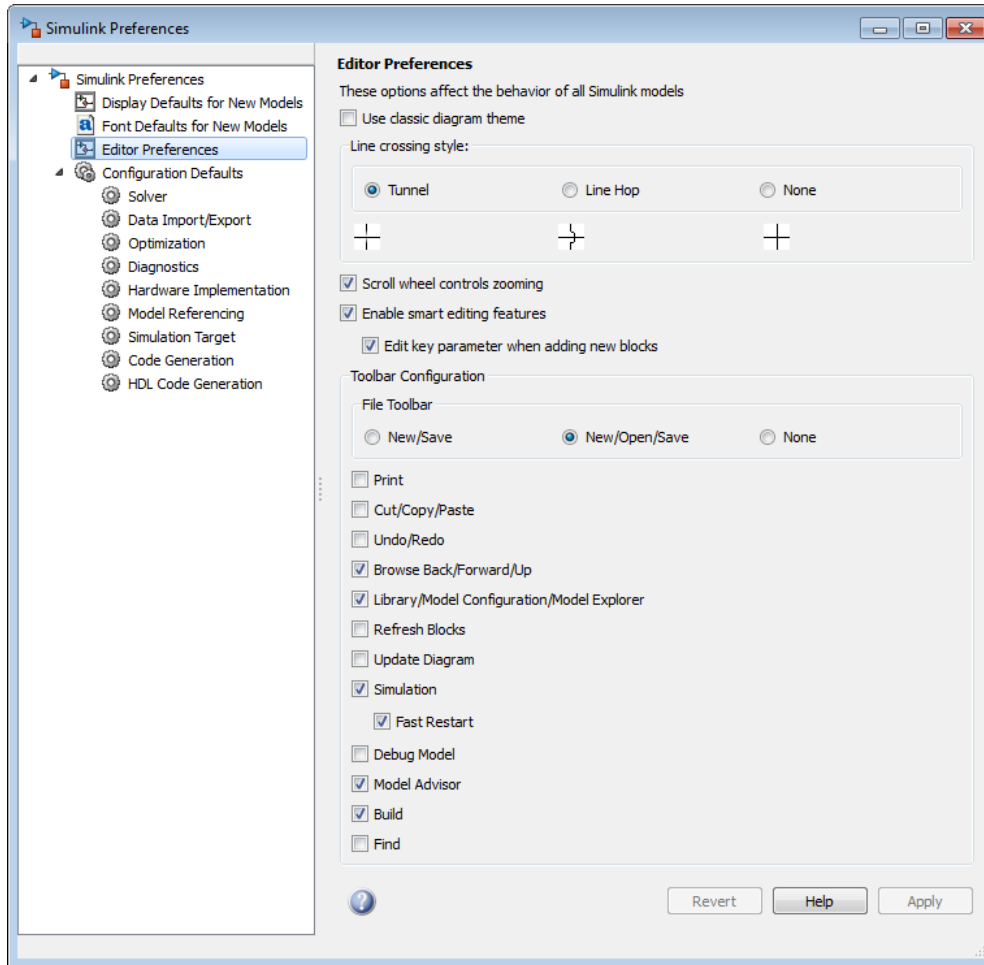 Simulink Preferences
Simulink Preferences
Display Defaults for New Models
Font Defaults for New Models
Editor Preferences
Configuration Defaults
Solver
Data Import/Export
Optimization
Diagnostics
Hardware Implementation
Model Referencing
Simulation Target
Code Generation
HDL Code Generation
Editor Preferences
These options affect the behavior of all Simulink models
Use classic diagram theme
Line crossing style:
Tunnel Line Hop None
Scroll wheel controls zooming
Enable smart editing features
Edit key parameter when adding new blocks
Toolbar Configuration
File Toolbar
New/Save New/Open/Save None
Print
Cut/Copy/Paste
Undo/Redo
Browse Back/Forward/Up
Library/Model Configuration/Model Explorer
Refresh Blocks
Update Diagram
Simulation
Fast Restart
Debug Model
Model Advisor
Build
Find
Revert Help Apply